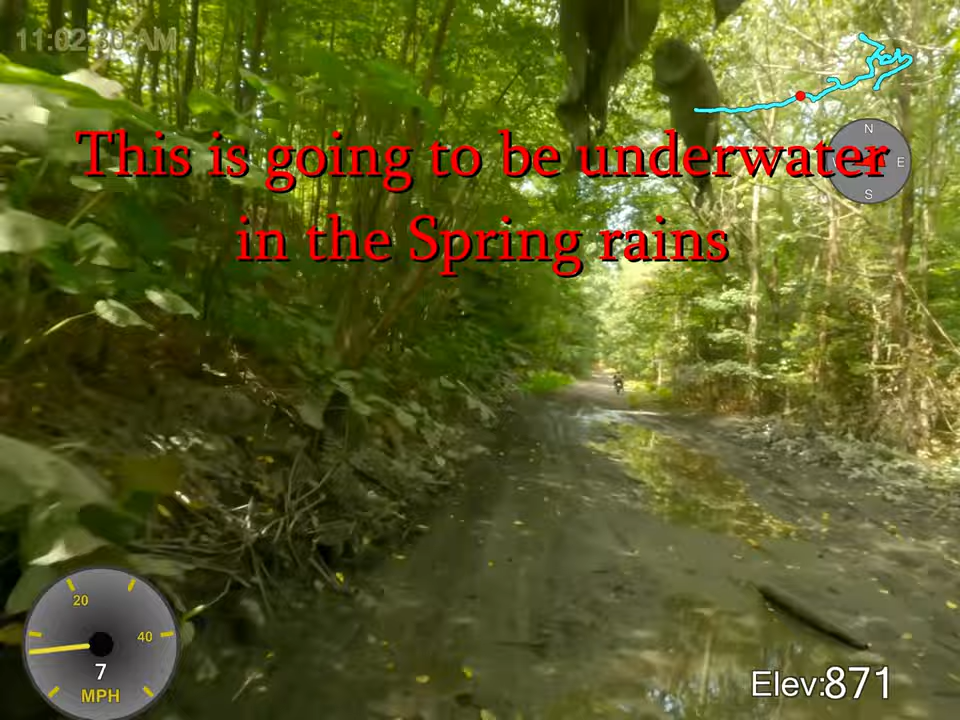 11:02:30 AM
This is going to be underwater
in the Spring rains
N
E
S
20
40
7
MPH
Elev:871